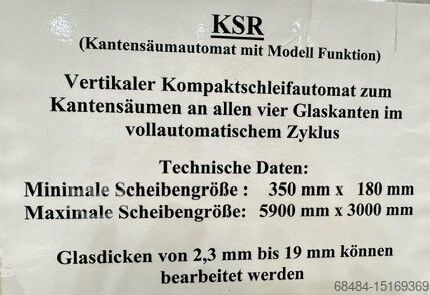 KSR
(Kantensäumautomat mit Modell Funktion)
Vertikaler Kompaktschleifautomat zum
Kantensäumen an allen vier Glaskanten im
vollautomatischem Zyklus
Technische Daten:
Minimale Scheibengröße : 350 mm x 180 mm
Maximale Scheibengröße: 5900 mm x 3000 mm
Glasdicken von 2,3 mm bis 19 mm können
bearbeitet werden
68484-15169369